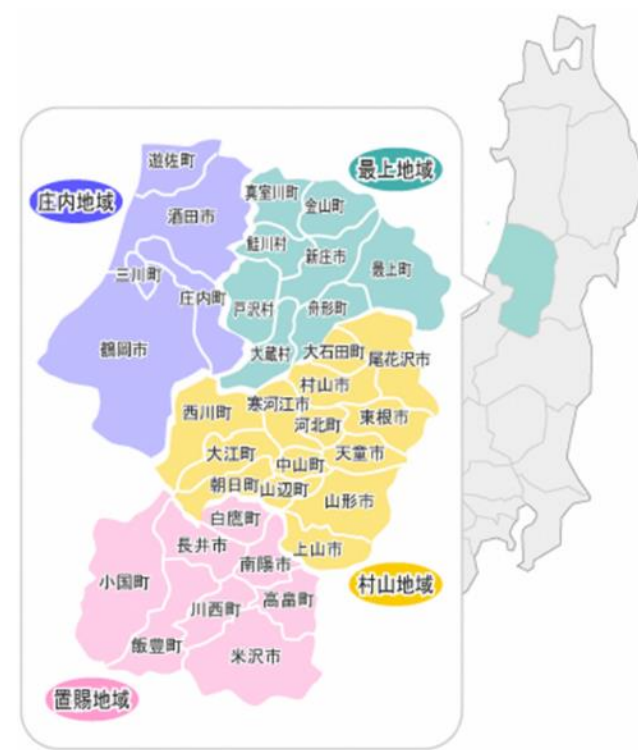 庄内地域
遊佐町
酒田市
三川町
庄内町
鶴岡市
最上地域
真室川町
金山町
鮭川村
新庄市
最上町
戸沢村
舟形町
大蔵村
大石田町
尾花沢市
村山市
西川町
寒河江市
河北町
東根市
大江町
中山町
天童市
朝日町
山辺町
山形市
上山市
村山地域
白鷹町
長井市
南陽市
小国町
川西町
高畠町
飯豊町
米沢市
置賜地域